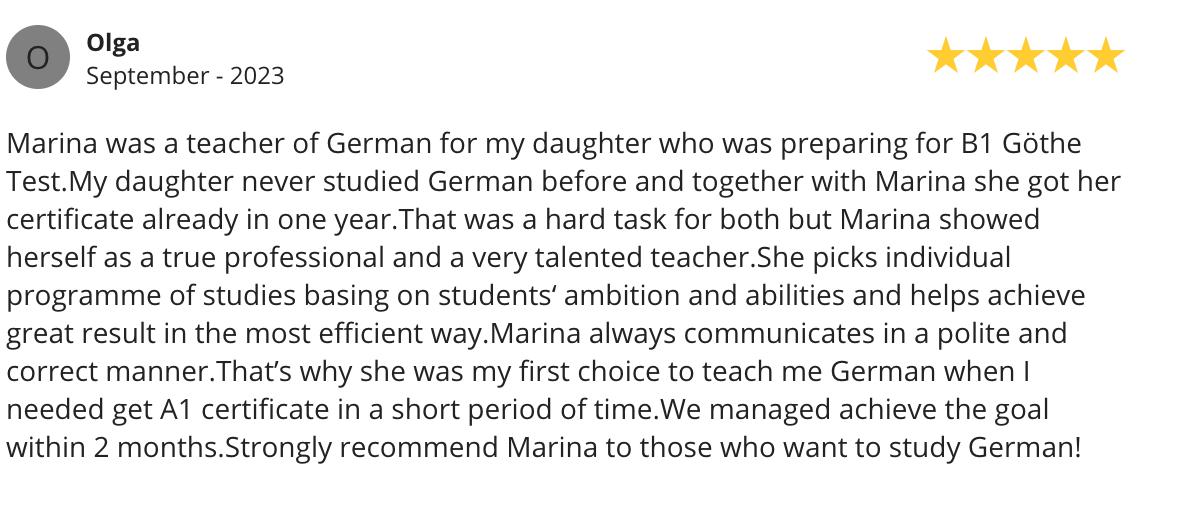 O
Olga
September - 2023
Marina was a teacher of German for my daughter who was preparing for B1 Göthe
Test.My daughter never studied German before and together with Marina she got her
certificate already in one year.That was a hard task for both but Marina showed
herself as a true professional and a very talented teacher.She picks individual
programme of studies basing on students‘ ambition and abilities and helps achieve
great result in the most efficient way.Marina always communicates in a polite and
correct manner.That’s why she was my first choice to teach me German when I
needed get A1 certificate in a short period of time.We managed achieve the goal
within 2 months.Strongly recommend Marina to those who want to study German!